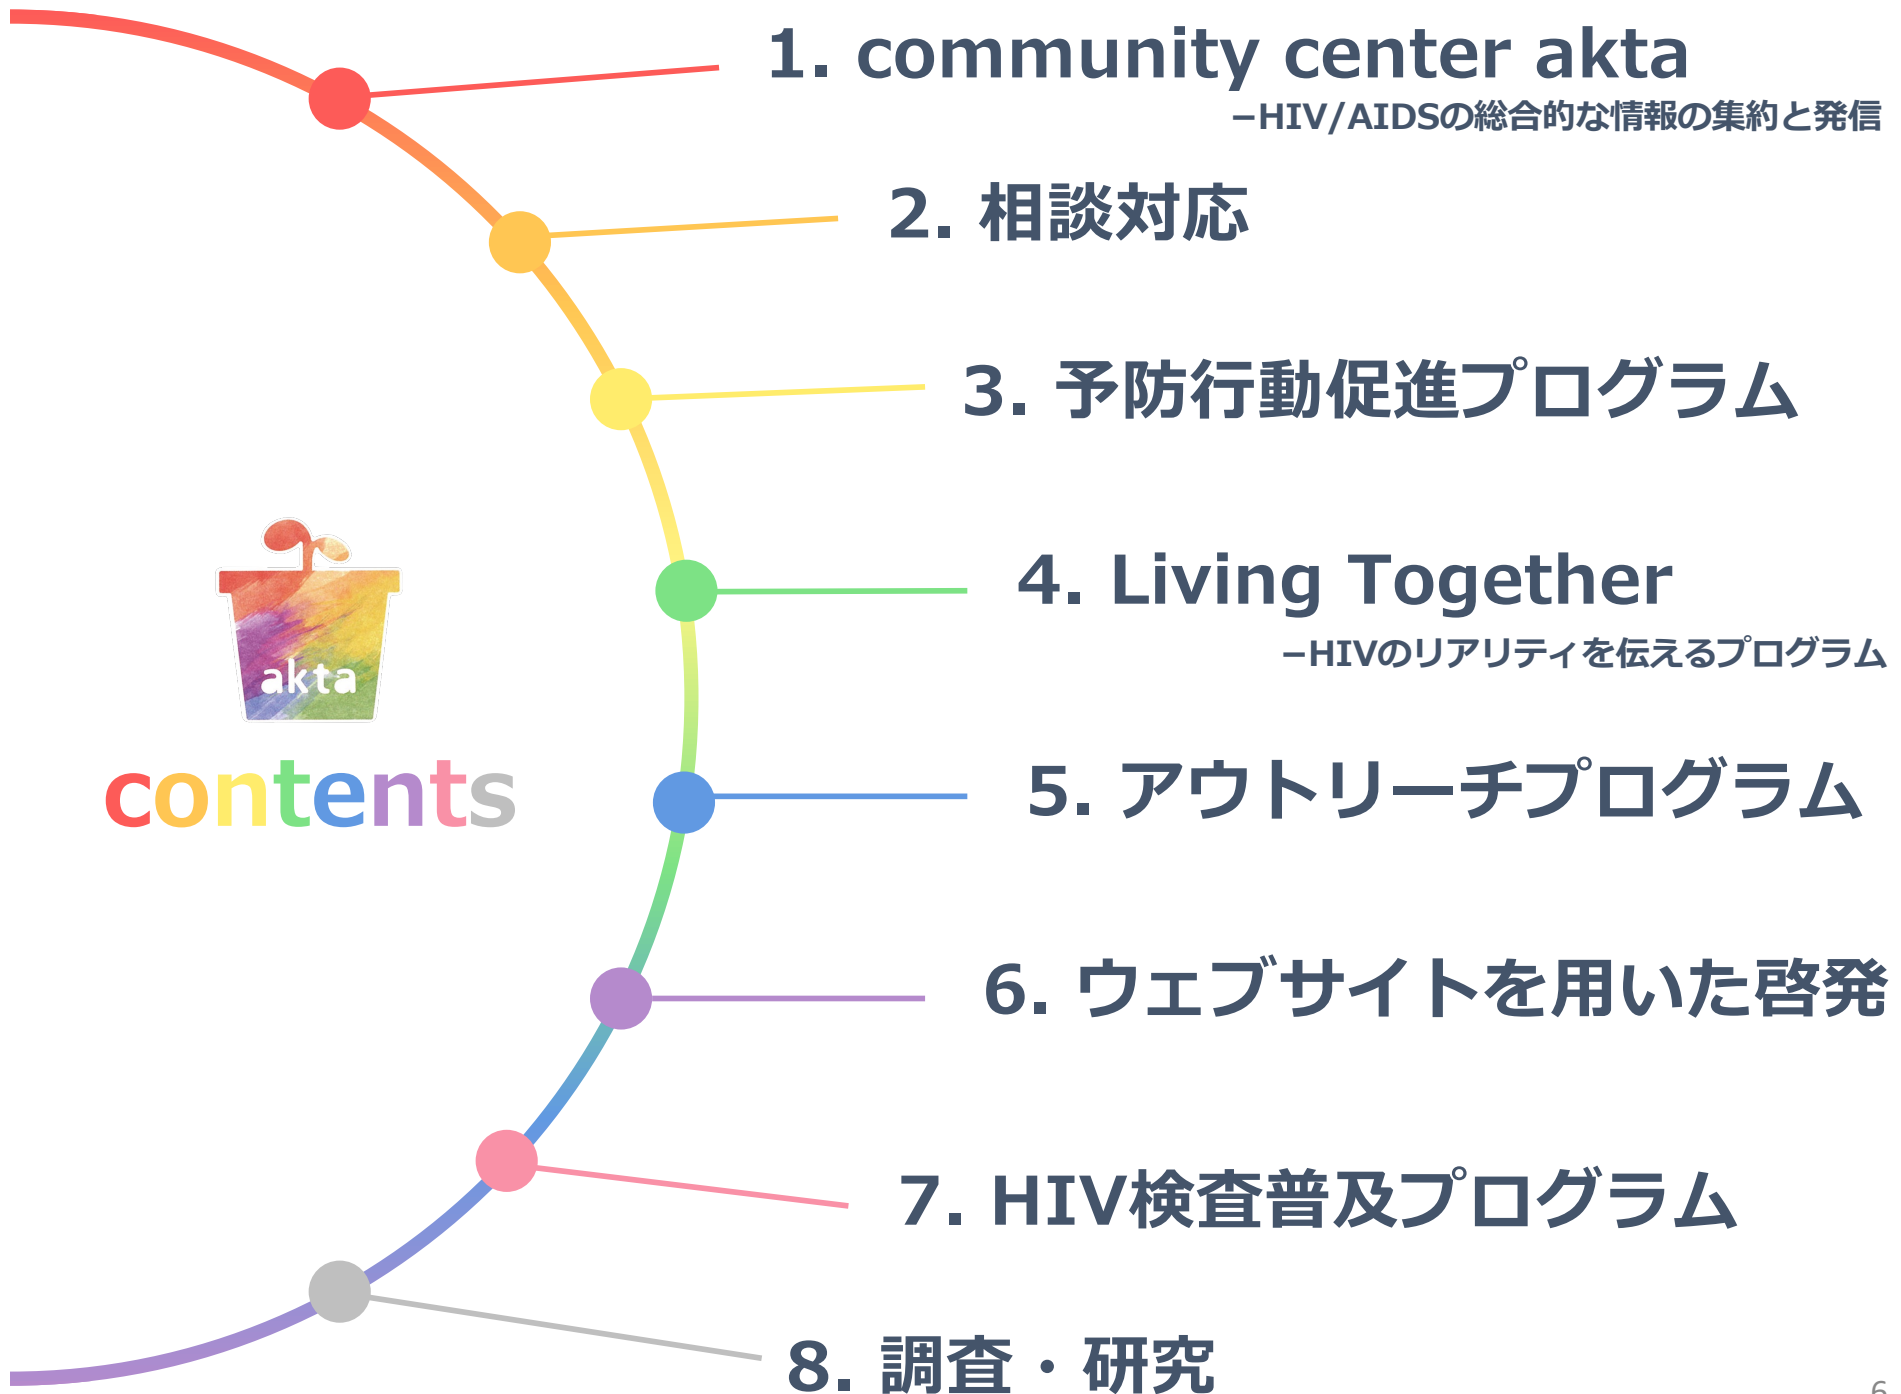 1. community center akta
–HIV/AIDSの総合的な情報の集約と発信
2. 相談対応
3. 予防行動促進プログラム
4. Living Together
–HIVのリアリティを伝えるプログラム
akta
contents
5. アウトリーチプログラム
6. ウェブサイトを用いた啓発
7. HIV検査普及プログラム
8. 調査・研究
6